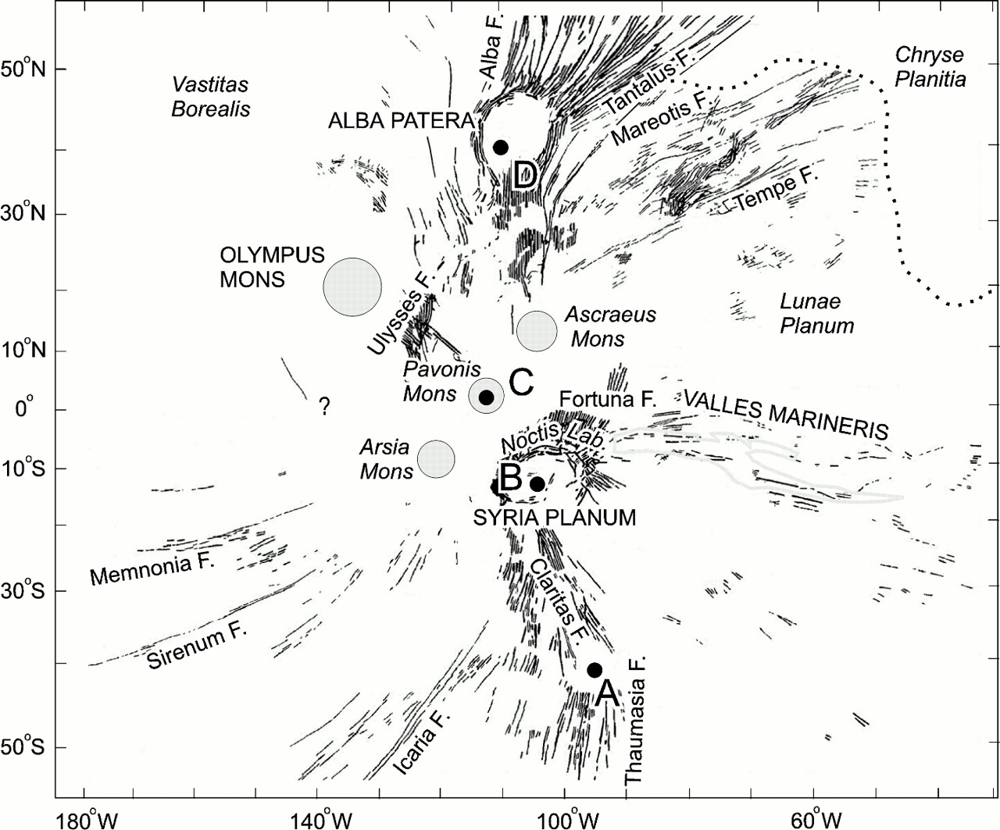 50°N
30°N
10°N
0°
10°S
30°S
50°S
Vastitas
Borealis
Alba F.
ALBA PATERA
D
Tantalus F.
Mareotis F.
Tempe F.
Chryse
Planitia
OLYMPUS
MONS
Ulysses F.
Ascraeus
Mons
Lunae
Planum
Pavonis
Mons
C
?
Fortuna F.
VALLES MARINERIS
Noctis Lab
Arsia
Mons
B
SYRIA PLANUM
Memnonia F.
Sirenum F.
Claritas F.
A
Icaria F.
Thaumasia F.
180°W
140°W
100°W
60°W